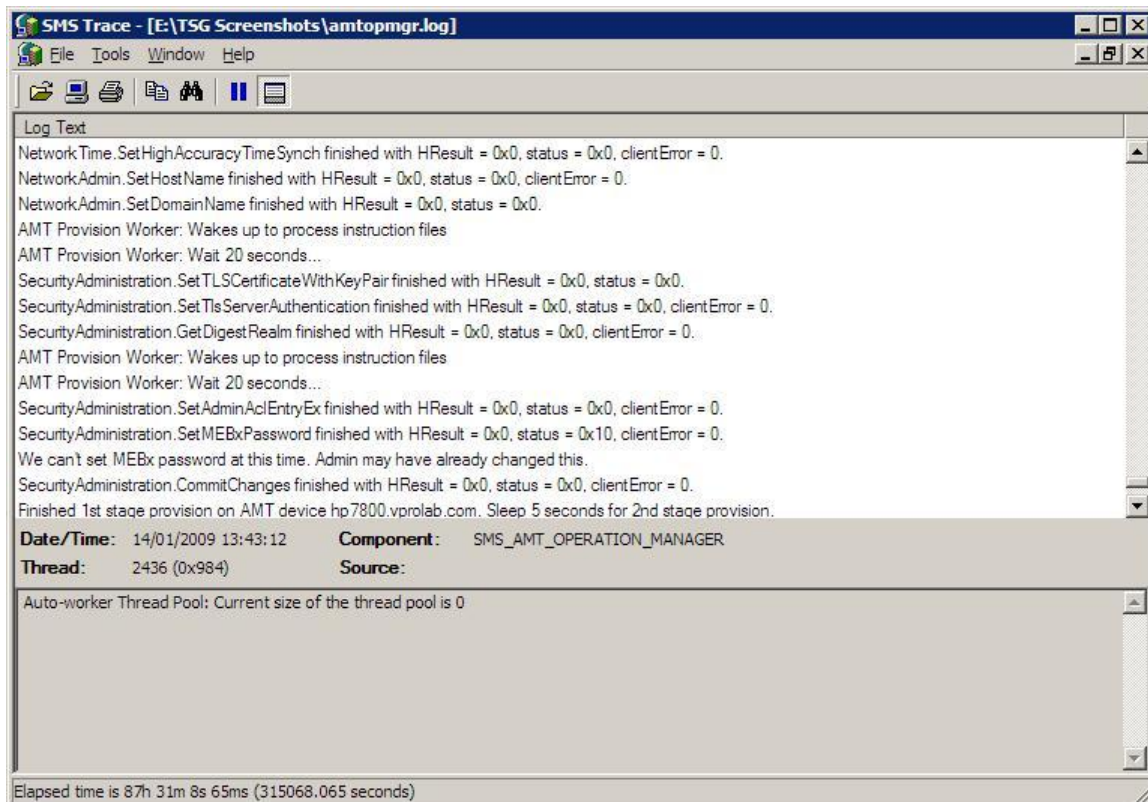 SMS Trace - [E:\TSG Screenshots\amtopmgr.log]
File Tools Window Help
Log Text
NetworkTime.SetHighAccuracyTimeSynch finished with HResult = 0x0, status = 0x0, clientError = 0.
NetworkAdmin.SetHostName finished with HResult = 0x0, status = 0x0, clientError = 0.
NetworkAdmin.SetDomainName finished with HResult = 0x0, status = 0x0.
AMT Provision Worker: Wakes up to process instruction files
AMT Provision Worker: Wait 20 seconds...
SecurityAdministration.SetTLSCertificateWithKeyPair finished with HResult = 0x0, status = 0x0.
SecurityAdministration.SetTlsServerAuthentication finished with HResult = 0x0, status = 0x0, clientError = 0.
SecurityAdministration.GetDigestRealm finished with HResult = 0x0, status = 0x0, clientError = 0.
AMT Provision Worker: Wakes up to process instruction files
AMT Provision Worker: Wait 20 seconds...
SecurityAdministration.SetAdminAclEntryEx finished with HResult = 0x0, status = 0x0, clientError = 0.
SecurityAdministration.SetMEBxPassword finished with HResult = 0x0, status = 0x10, clientError = 0.
We can't set MEBx password at this time. Admin may have already changed this.
SecurityAdministration.CommitChanges finished with HResult = 0x0, status = 0x0, clientError = 0.
Finished 1st stage provision on AMT device hp7800.vprolab.com. Sleep 5 seconds for 2nd stage provision.
Date/Time: 14/01/2009 13:43:12 Component: SMS_AMT_OPERATION_MANAGER
Thread: 2436 (0x984) Source:
Auto-worker Thread Pool: Current size of the thread pool is 0
Elapsed time is 87h 31m 8s 65ms (315068.065 seconds)